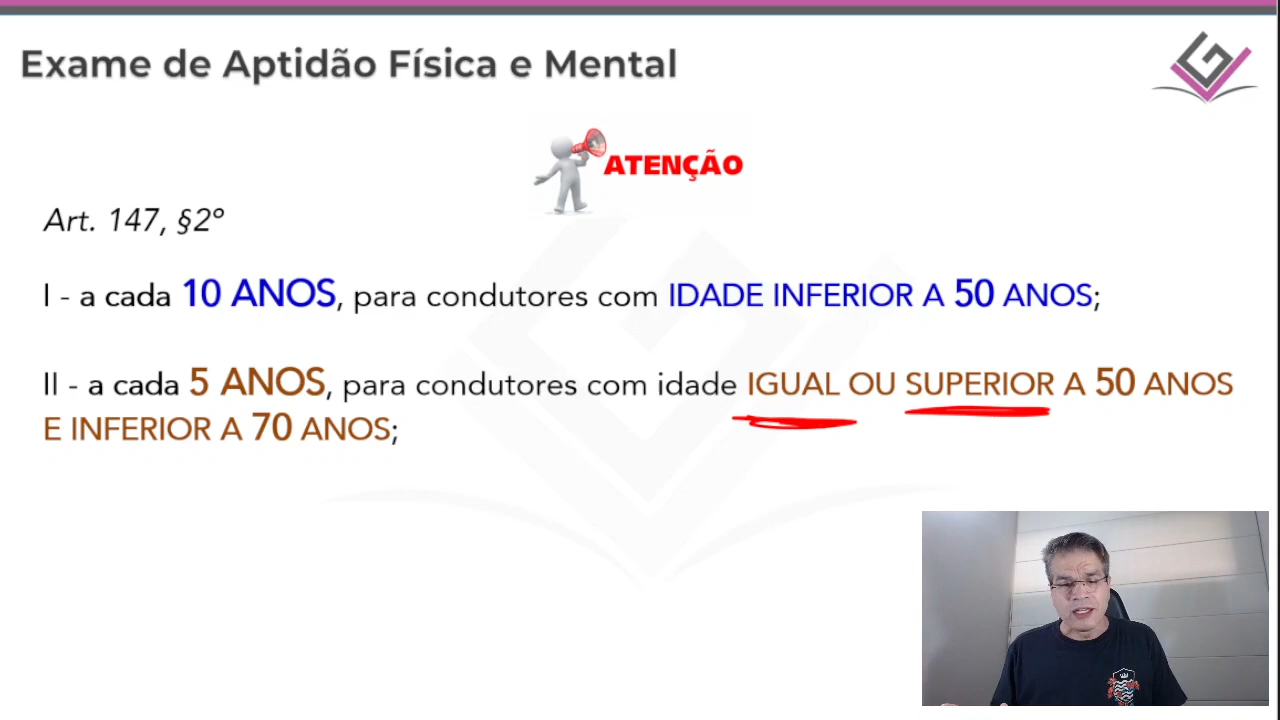 Exame de Aptidão Física e Mental
ATENÇÃO
Art. 147, §2º
I - a cada 10 ANOS, para condutores com IDADE INFERIOR A 50 ANOS;
II - a cada 5 ANOS, para condutores com idade IGUAL OU SUPERIOR A 50 ANOS
E INFERIOR A 70 ANOS;